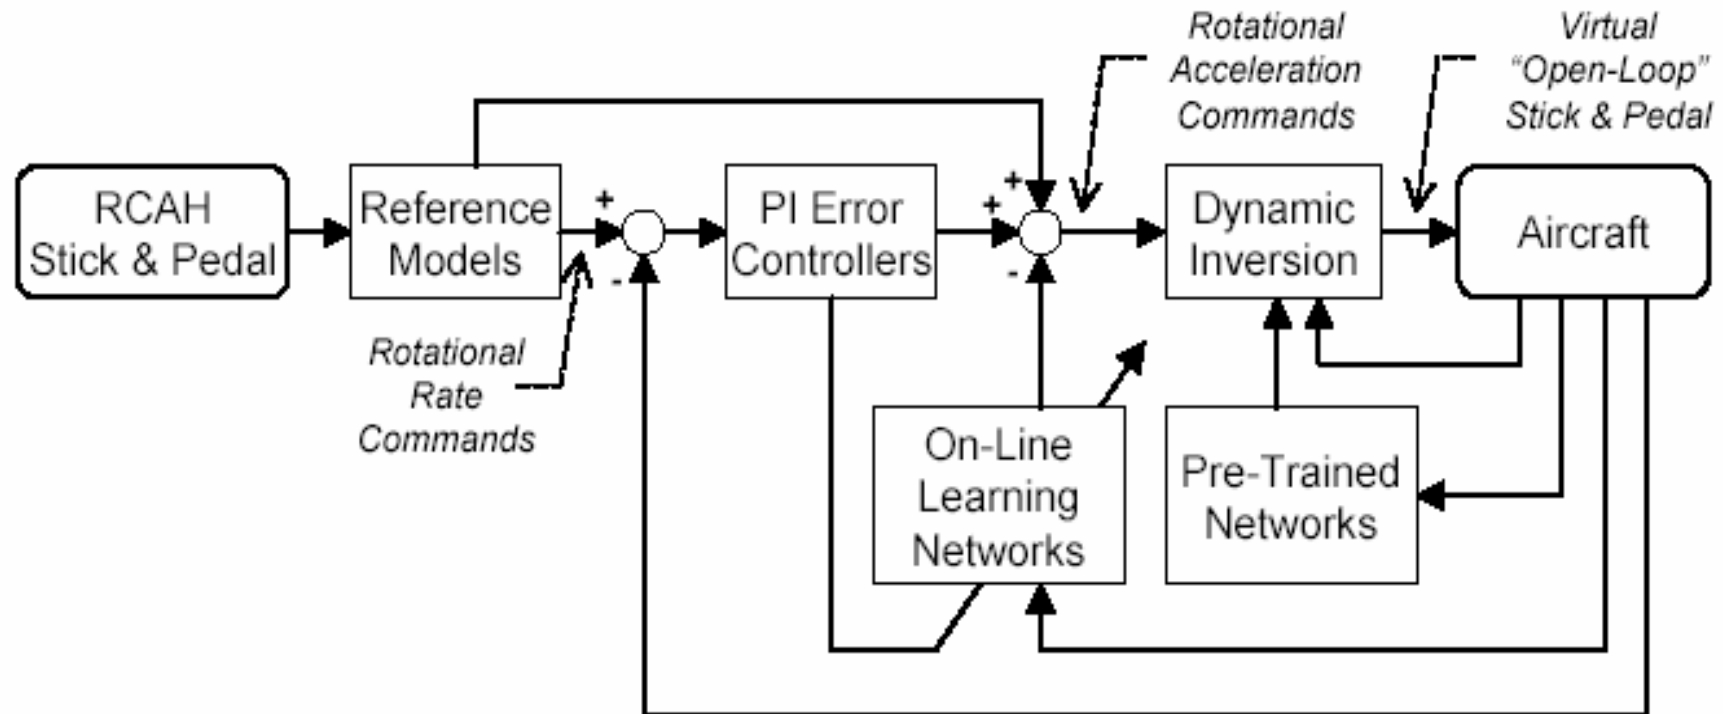 Rotational
Acceleration
Commands
Virtual
“Open-Loop”
Stick & Pedal
RCAH
Stick & Pedal
Reference
Models
+
-
PI Error
Controllers
+
+
-
Dynamic
Inversion
Aircraft
Rotational
Rate
Commands
On-Line
Learning
Networks
Pre-Trained
Networks